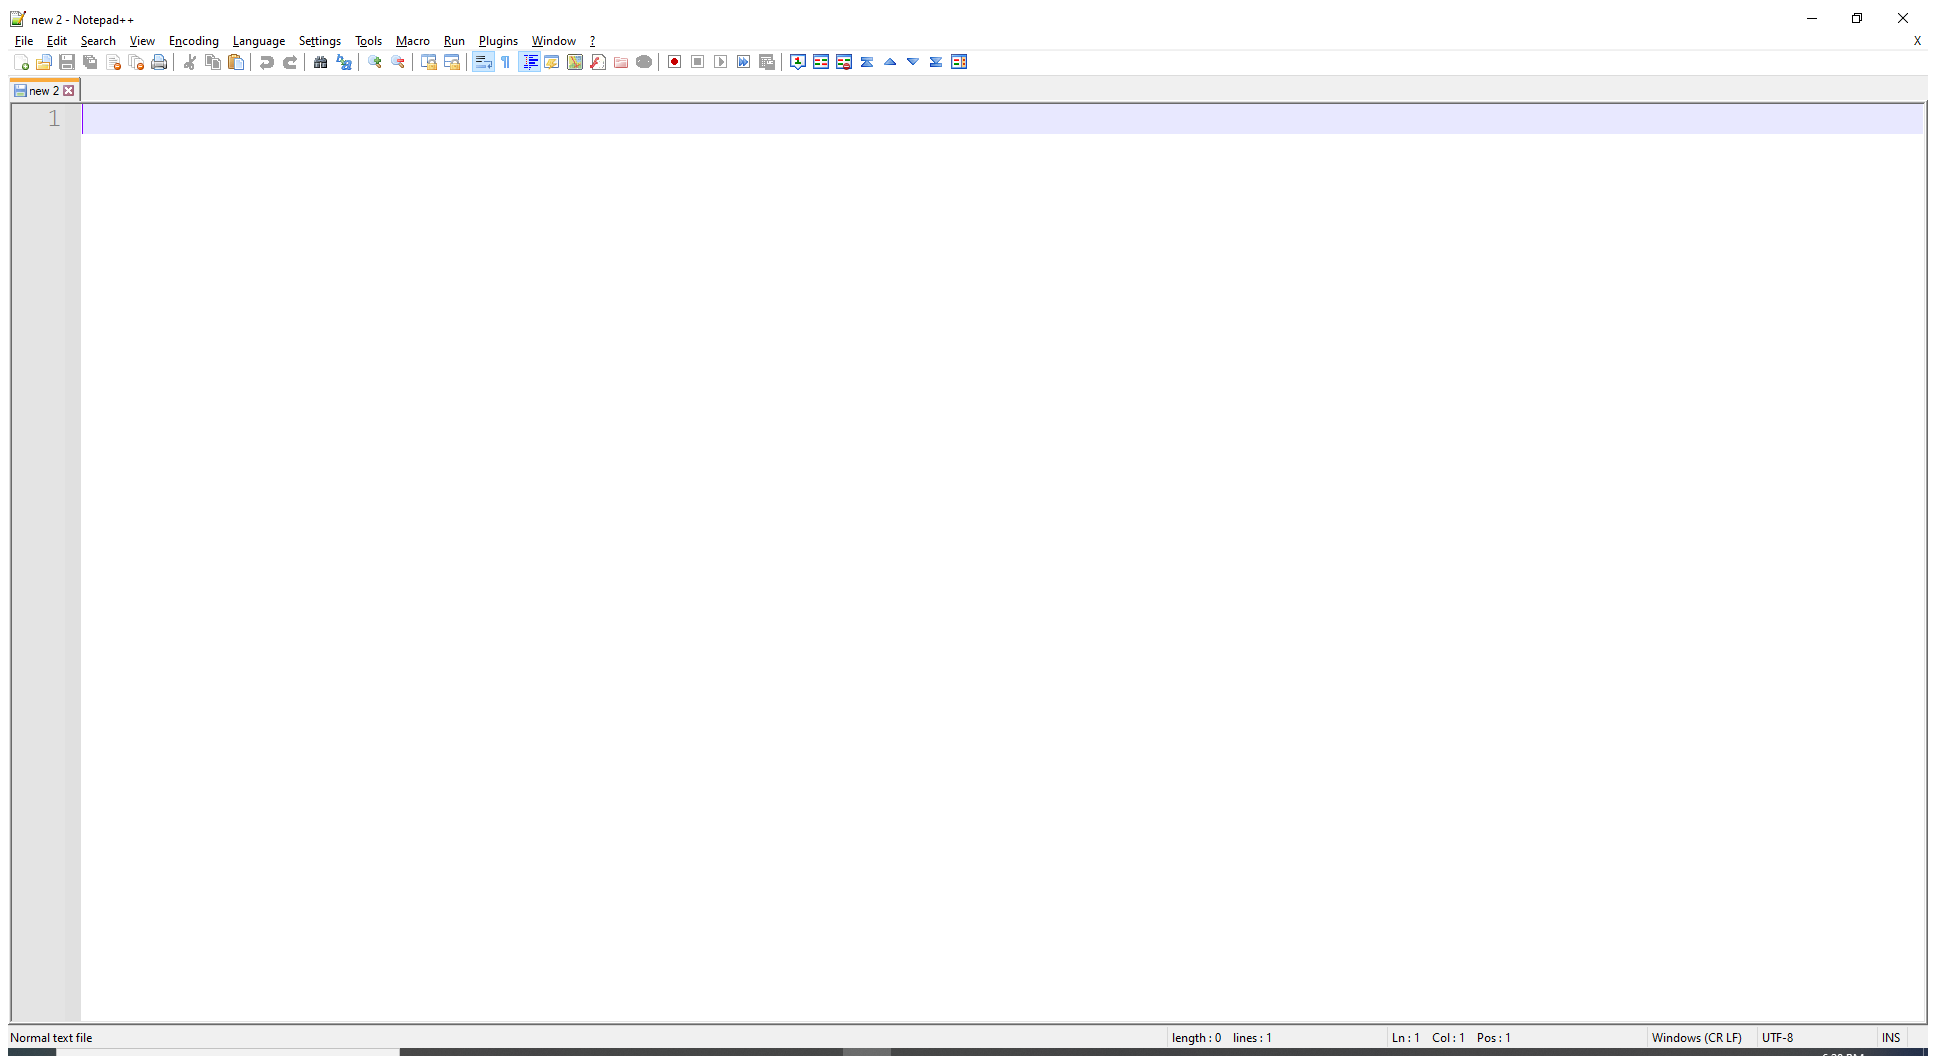 new 2 - Notepad++
File Edit Search View Encoding Language Settings Tools Macro Run Plugins Window ?
X
new 2
1
Normal text file length : 0 lines : 1 Ln : 1 Col : 1 Pos : 1 Windows (CR LF) UTF-8 INS